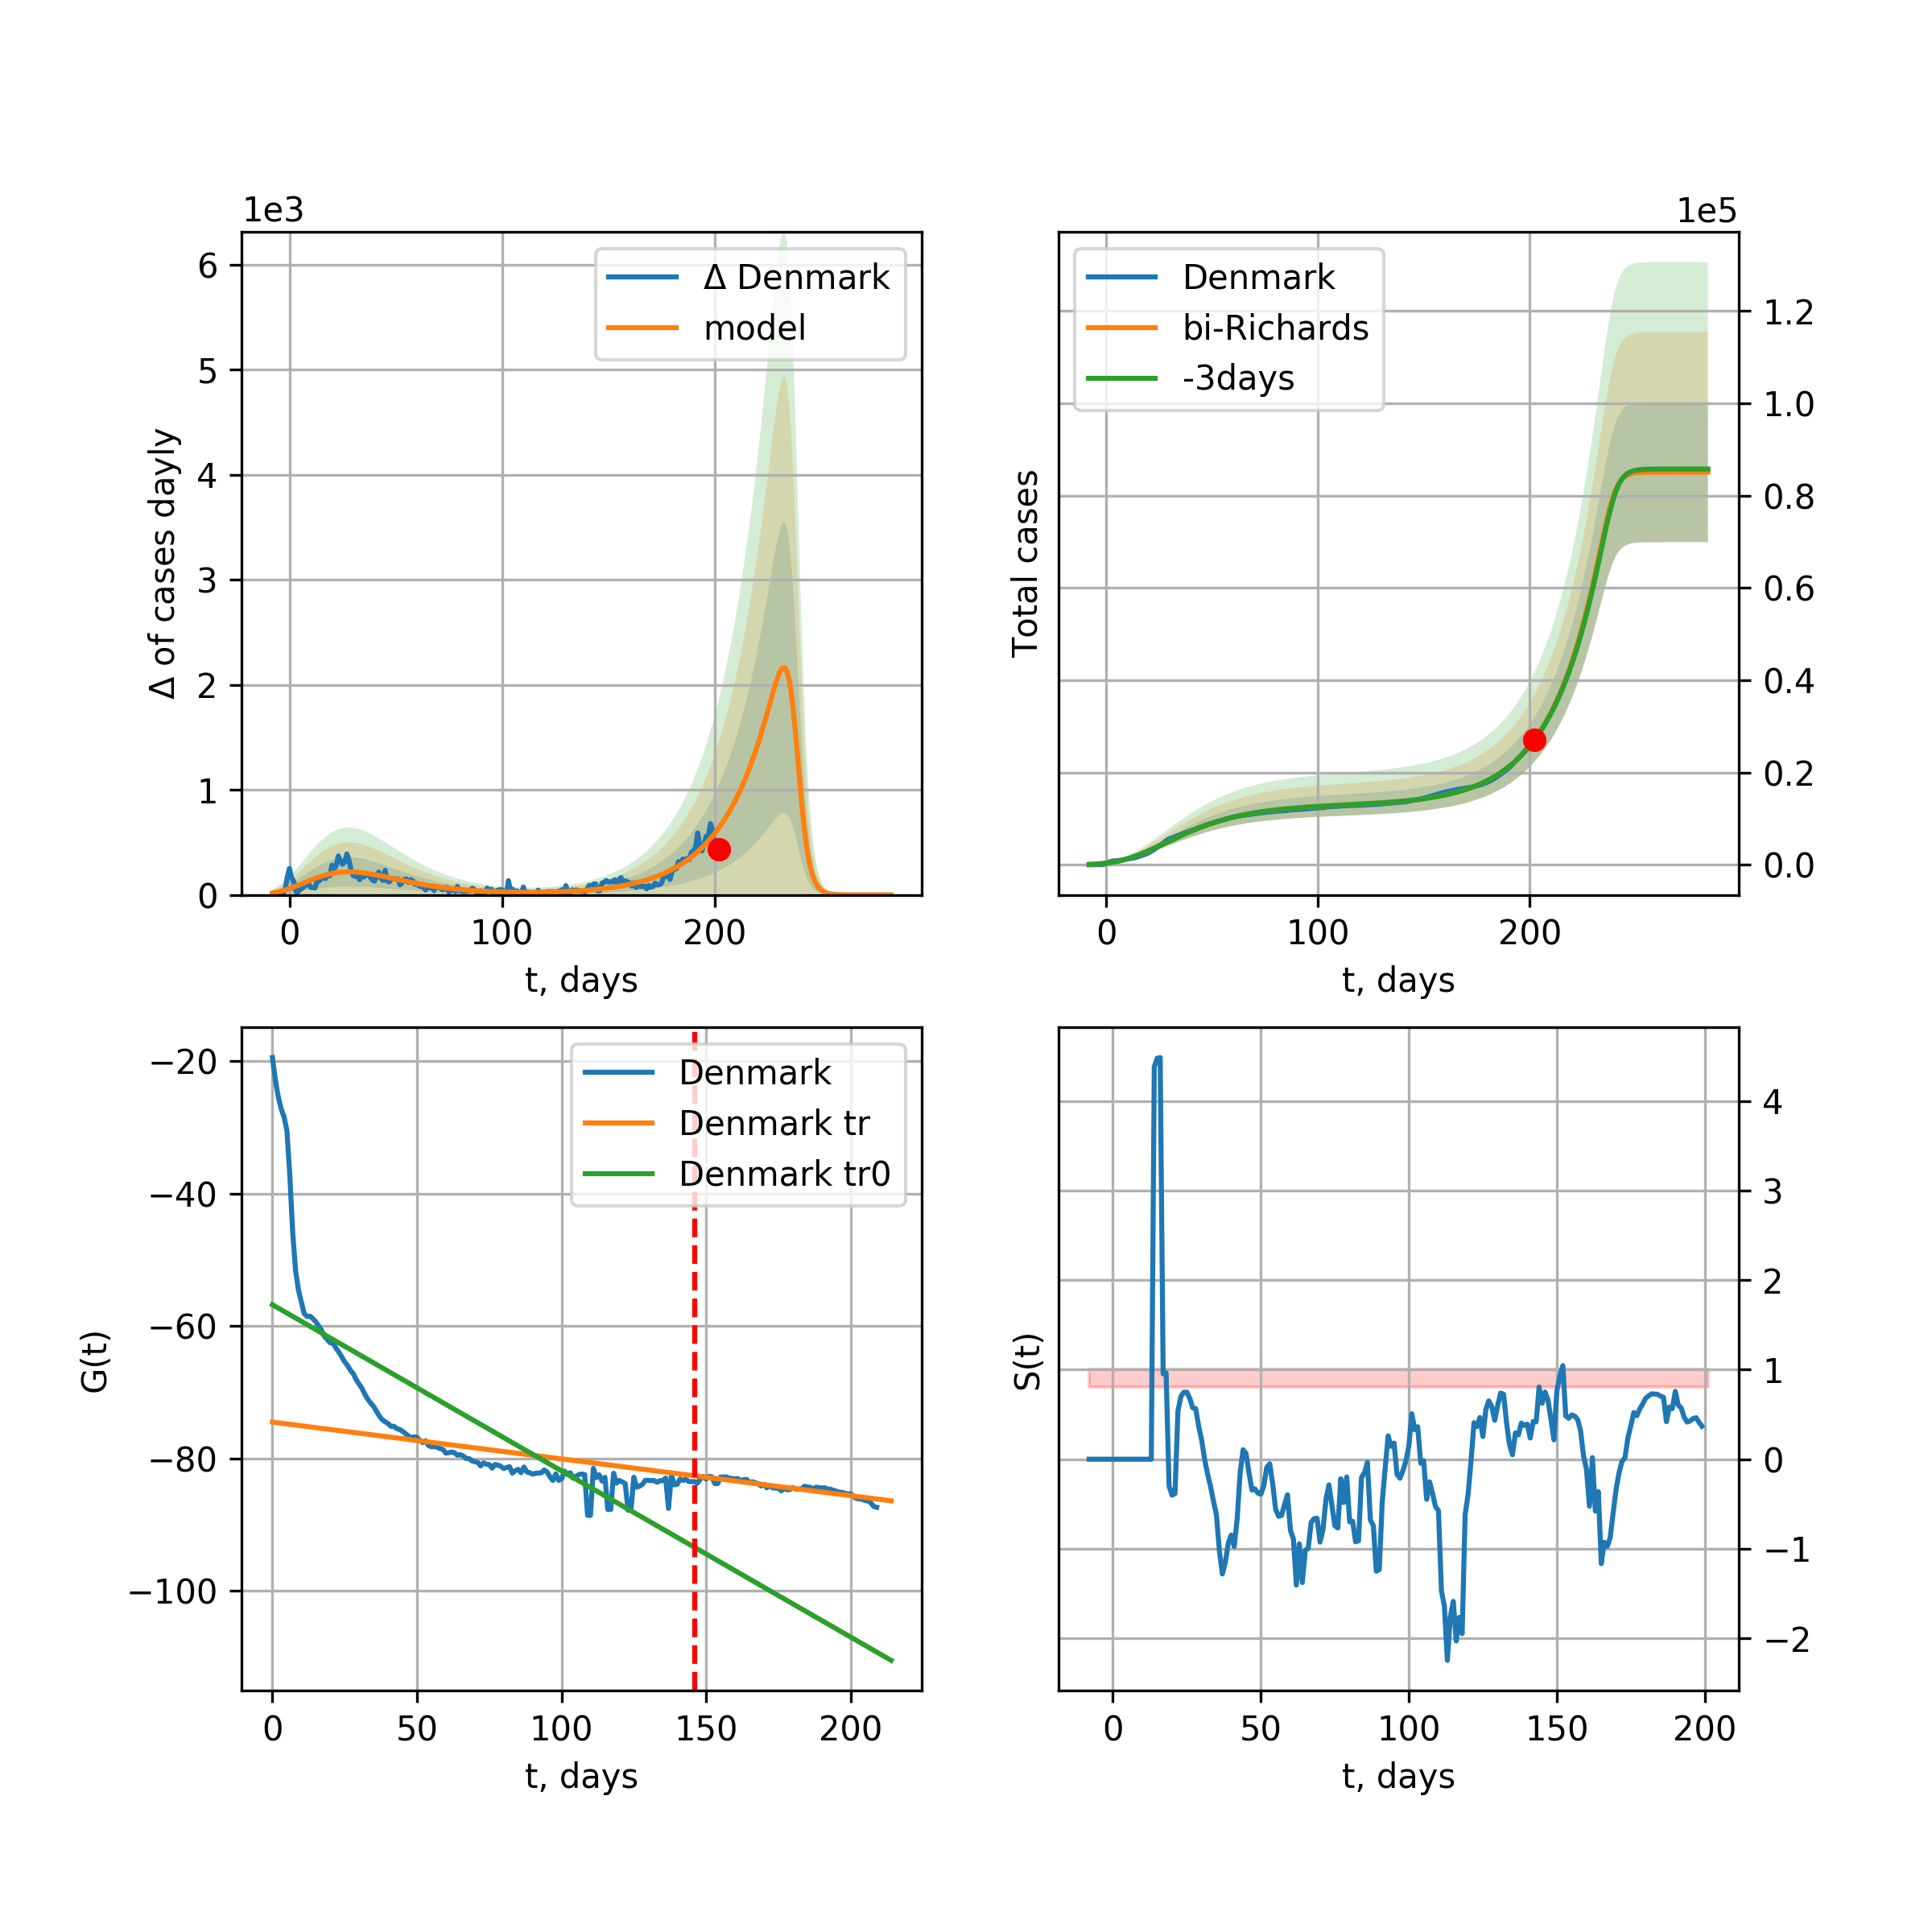 1e3
6
5
4
3
2
1
0
Δ of cases dayly
Δ Denmark
model
0 100 200
t, days
1e5
Denmark
bi-Richards
-3days
Total cases
1.2
1.0
0.8
0.6
0.4
0.2
0.0
0 100 200
t, days
−20
−40
−60
−80
−100
G(t)
Denmark
Denmark tr
Denmark tr0
0 50 100 150 200
t, days
S(t)
4
3
2
1
0
−1
−2
0 50 100 150 200
t, days